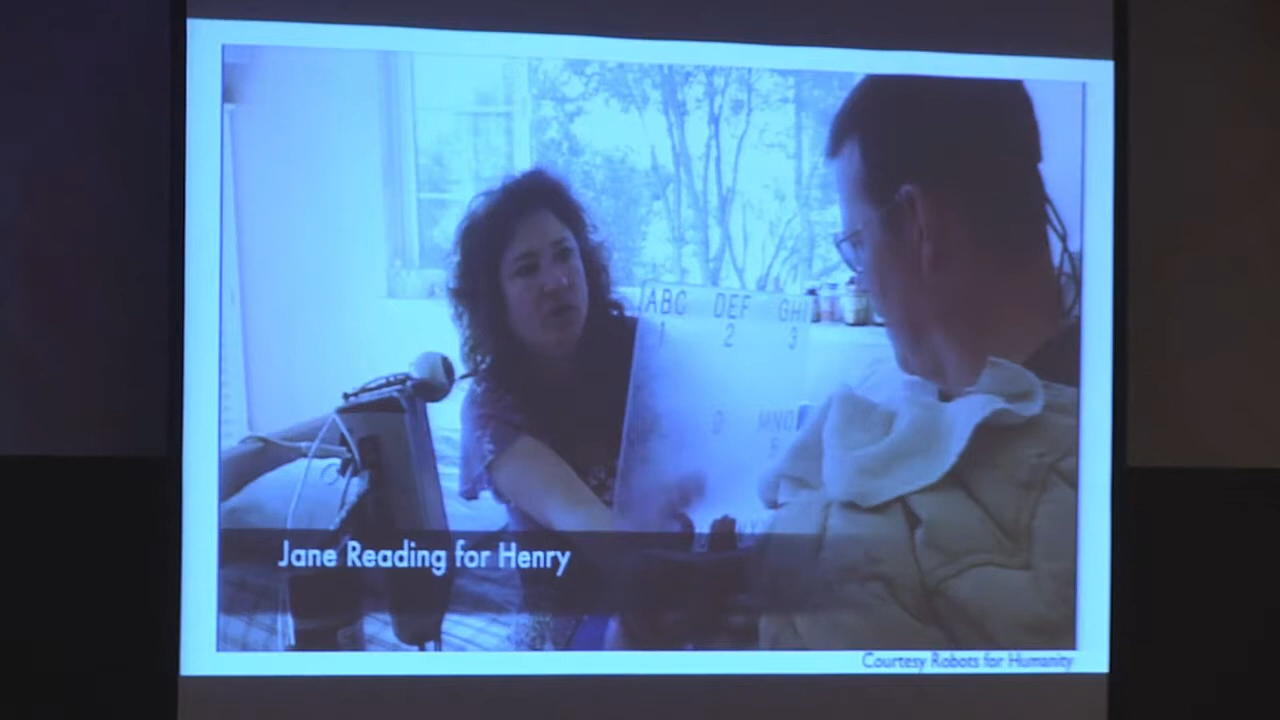 ABC DEF GHI
1 2 3
MNO
Jane Reading for Henry
Courtesy Robots for Humanity